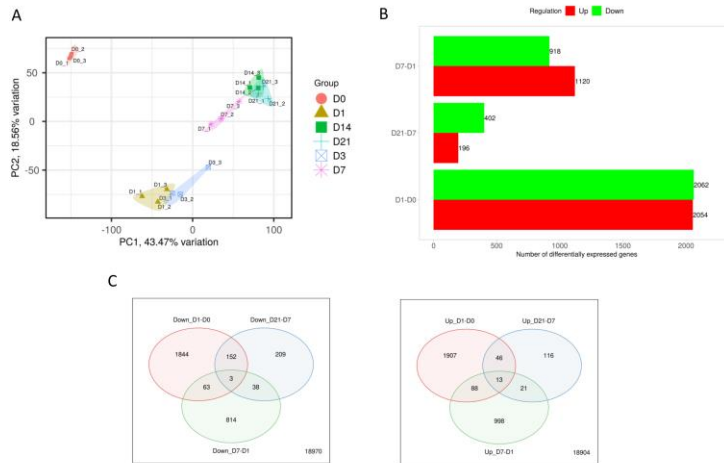 A
PC2, 18.56% variation
50
0
-50
-100
0
100
PC1, 43.47% variation
D0_2
D0_1
D0_3
D14_3
D14_1
D21_3
D21_1
D21_2
D7_3
D7_2
D7_1
D3_3
D1_3
D1_1
D3_1
D3_2
D1_2
Group
D0
D1
D14
D21
D3
D7
B
Regulation Up Down
D7-D1
918
1120
D21-D7
402
196
D1-D0
2062
2054
0 500 1000 1500 2000
Number of differentially expressed genes
C
Down_D1-D0 Down_D21-D7
1844 152 209
3
63 38
814
Down_D7-D1
18970
Up_D1-D0 Up_D21-D7
1907 46 116
13
88 21
998
Up_D7-D1
18904